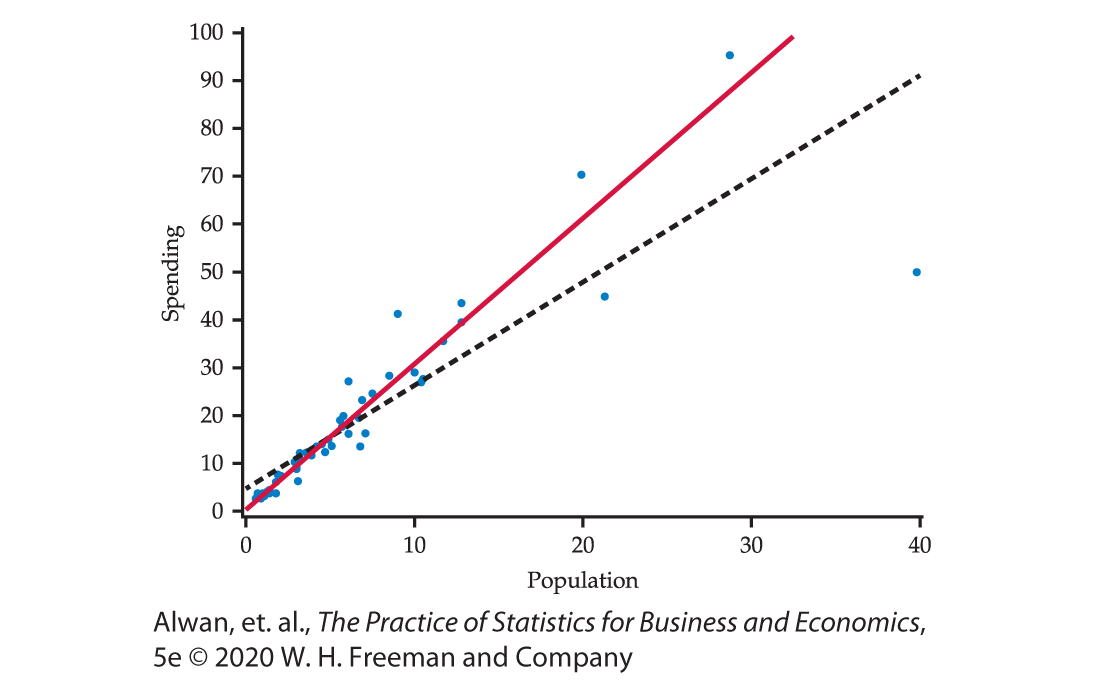 100
90
80
70
60
50
40
30
20
10
0
Spending
0 10 20 30 40
Population
Alwan, et. al., The Practice of Statistics for Business and Economics,
5e © 2020 W. H. Freeman and Company